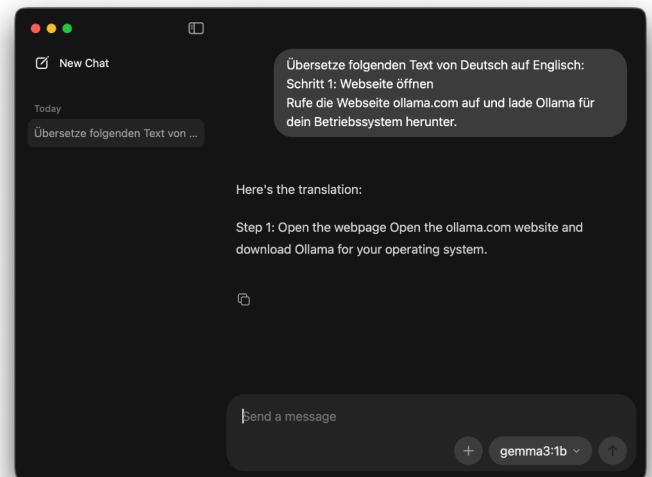 New Chat
Today
Übersetze folgenden Text von ...
Übersetze folgenden Text von Deutsch auf Englisch:
Schritt 1: Webseite öffnen
Rufe die Webseite ollama.com auf und lade Ollama für
dein Betriebssystem herunter.
Here's the translation:
Step 1: Open the webpage Open the ollama.com website and
download Ollama for your operating system.
Send a message
gemma3:1b